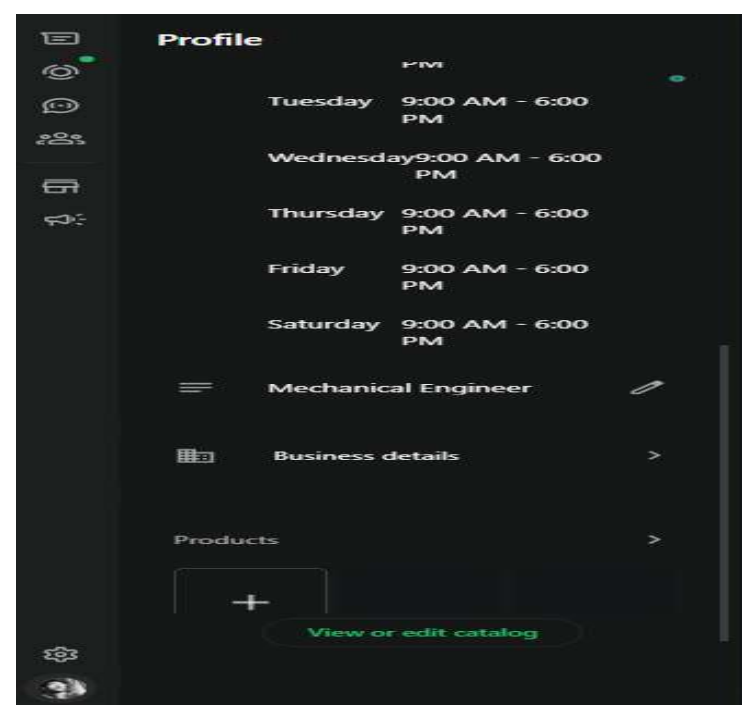 Profile
PM
Tuesday 9:00 AM - 6:00
PM
Wednesday9:00 AM - 6:00
PM
Thursday 9:00 AM - 6:00
PM
Friday 9:00 AM - 6:00
PM
Saturday 9:00 AM - 6:00
PM
Mechanical Engineer
Business details
Products
View or edit catalog